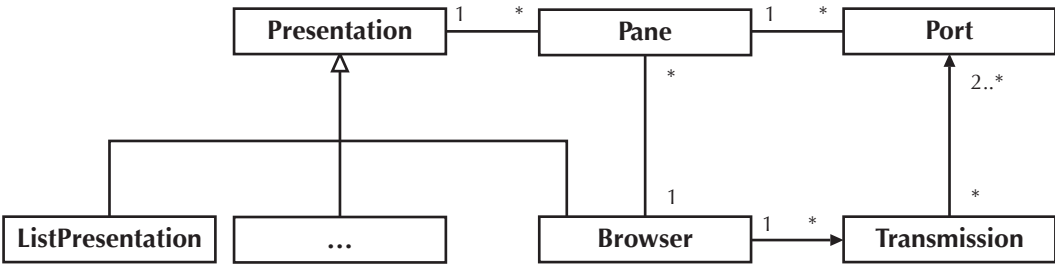 Presentation
1
*
Pane
1
*
Port
*
2..*
1
*
ListPresentation
...
Browser
1
*
Transmission